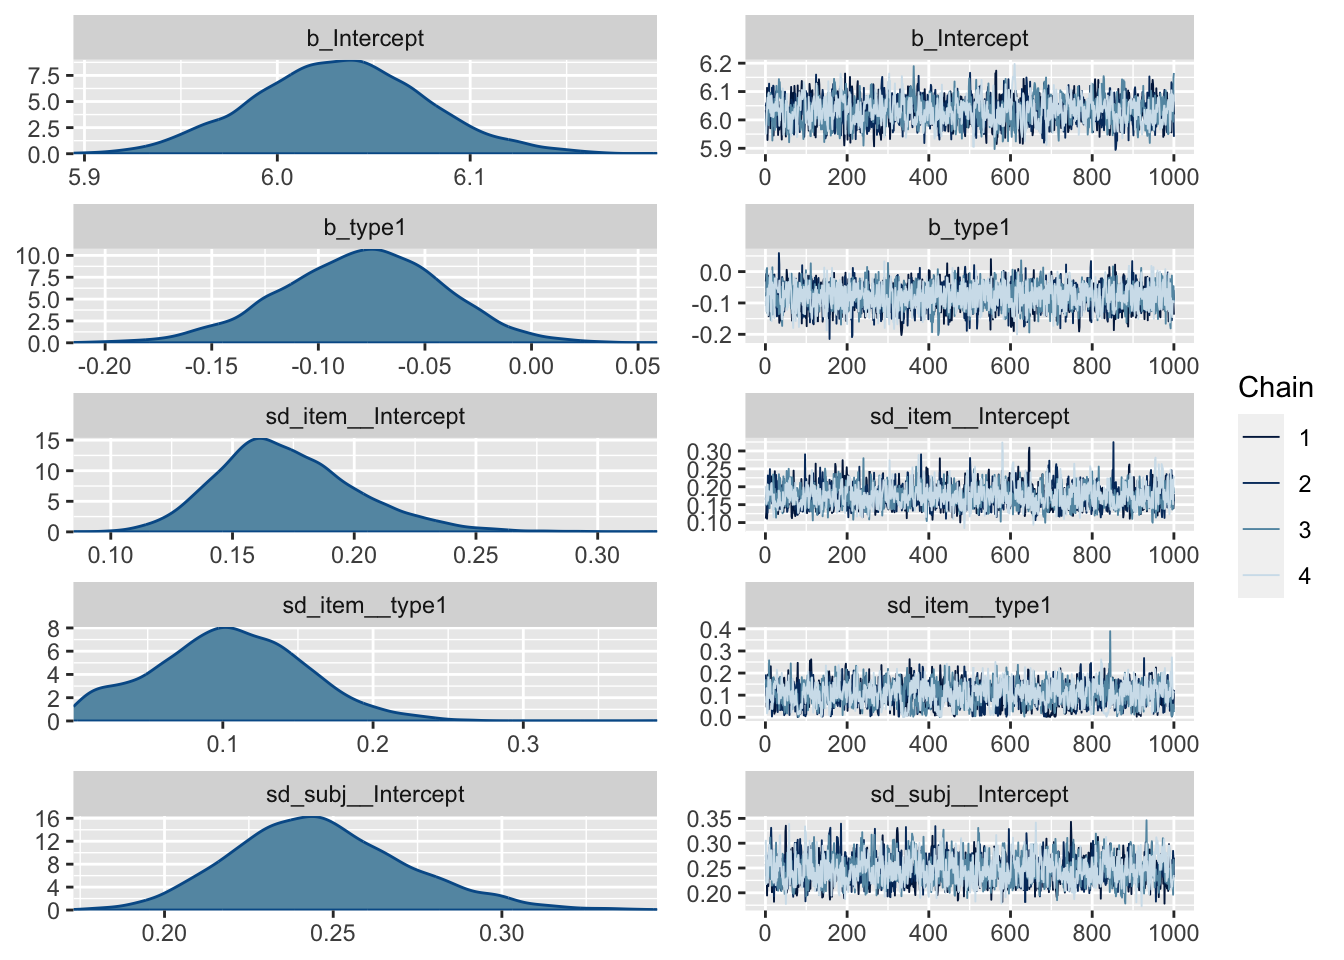 b_Intercept
7.5
5.0
2.5
0.0
5.9 6.0 6.1
b_Intercept
6.2
6.1
6.0
5.9
0 200 400 600 800 1000
b_type1
10.0
7.5
5.0
2.5
0.0
-0.20 -0.15 -0.10 -0.05 0.00 0.05
b_type1
0.0
-0.1
-0.2
0 200 400 600 800 1000
sd_item__Intercept
15
10
5
0
0.10 0.15 0.20 0.25 0.30
sd_item__Intercept
0.30
0.25
0.20
0.15
0.10
0 200 400 600 800 1000
sd_item__type1
8
6
4
2
0
0.1 0.2 0.3
sd_item__type1
0.4
0.3
0.2
0.1
0.0
0 200 400 600 800 1000
sd_subj__Intercept
16
12
8
4
0
0.20 0.25 0.30
sd_subj__Intercept
0.35
0.30
0.25
0.20
0 200 400 600 800 1000
Chain
1
2
3
4